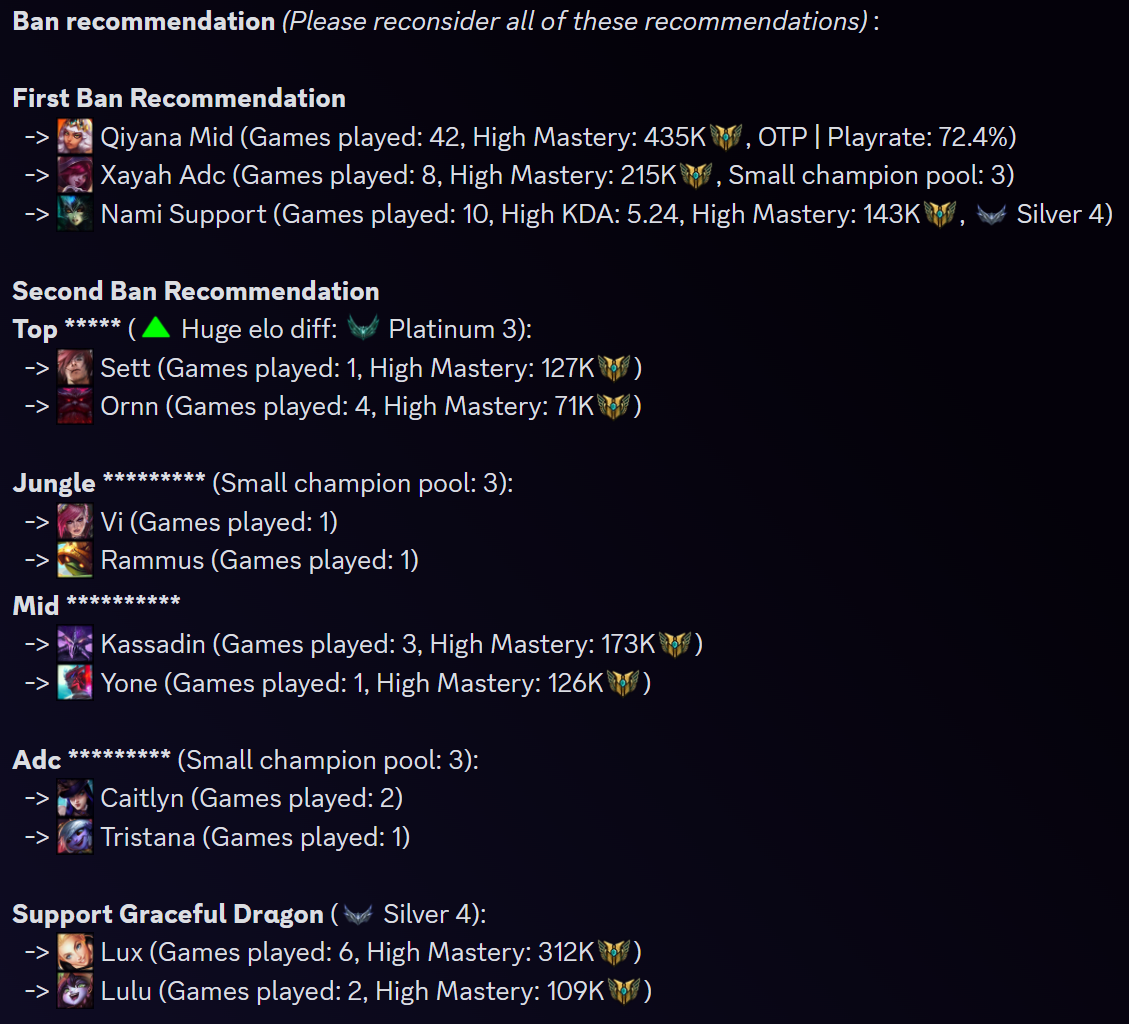 Ban recommendation (Please reconsider all of these recommendations) :
First Ban Recommendation
-> Qiyana Mid (Games played: 42, High Mastery: 435K, OTP | Playrate: 72.4%)
-> Xayah Adc (Games played: 8, High Mastery: 215K, Small champion pool: 3)
-> Nami Support (Games played: 10, High KDA: 5.24, High Mastery: 143K, Silver 4)
Second Ban Recommendation
Top ***** ( Huge elo diff: Platinum 3):
-> Sett (Games played: 1, High Mastery: 127K)
-> Ornn (Games played: 4, High Mastery: 71K)
Jungle ********* (Small champion pool: 3):
-> Vi (Games played: 1)
-> Rammus (Games played: 1)
Mid **********
-> Kassadin (Games played: 3, High Mastery: 173K)
-> Yone (Games played: 1, High Mastery: 126K)
Adc ********* (Small champion pool: 3):
-> Caitlyn (Games played: 2)
-> Tristana (Games played: 1)
Support Graceful Dragon ( Silver 4):
-> Lux (Games played: 6, High Mastery: 312K)
-> Lulu (Games played: 2, High Mastery: 109K)